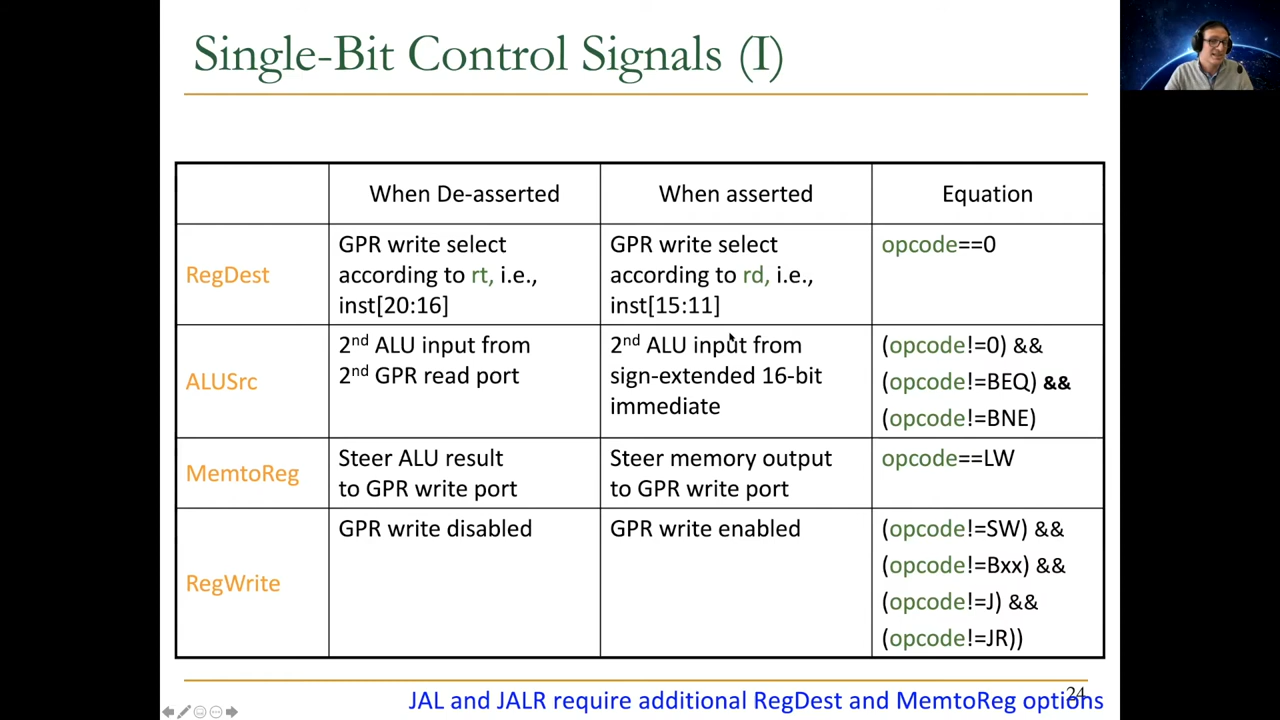 Single-Bit Control Signals (I)
When De-asserted
When asserted
Equation
RegDest
GPR write select
according to rt, i.e.,
inst[20:16]
GPR write select
according to rd, i.e.,
inst[15:11]
opcode==0
ALUSrc
2nd ALU input from
2nd GPR read port
2nd ALU input from
sign-extended 16-bit
immediate
(opcode!=0) &&
(opcode!=BEQ) &&
(opcode!=BNE)
MemtoReg
Steer ALU result
to GPR write port
Steer memory output
to GPR write port
opcode==LW
RegWrite
GPR write disabled
GPR write enabled
(opcode!=SW) &&
(opcode!=Bxx) &&
(opcode!=J) &&
(opcode!=JR))
JAL and JALR require additional RegDest and MemtoReg options
24